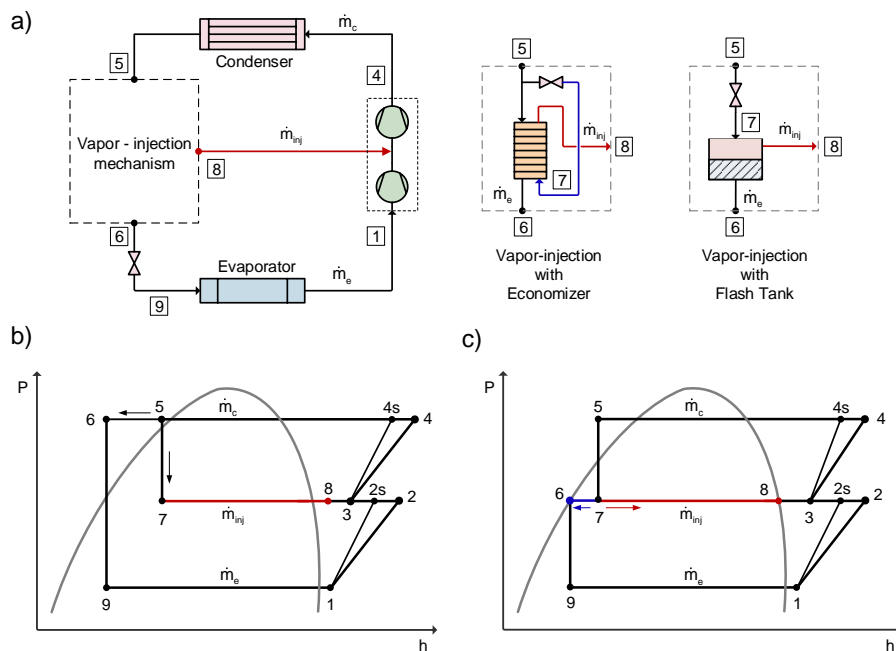 a)
ṁc
Condenser
5
4
Vapor - injection
mechanism
ṁinj
8
6
1
Evaporator
ṁe
9
5
ṁinj
8
7
ṁe
6
Vapor-injection
with
Economizer
5
7
ṁinj
8
ṁe
6
Vapor-injection
with
Flash Tank
b)
P
6
5
ṁc
4s
4
7
ṁinj
8
3
2s
2
9
ṁe
1
h
c)
P
5
ṁc
4s
4
6
7
ṁinj
8
3
2s
2
9
ṁe
1
h